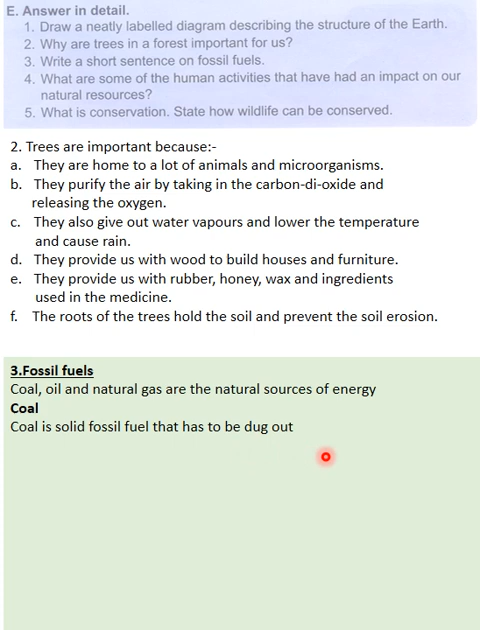 E. Answer in detail.
1. Draw a neatly labelled diagram describing the structure of the Earth.
2. Why are trees in a forest important for us?
3. Write a short sentence on fossil fuels.
4. What are some of the human activities that have had an impact on our
natural resources?
5. What is conservation. State how wildlife can be conserved.
2. Trees are important because:-
a. They are home to a lot of animals and microorganisms.
b. They purify the air by taking in the carbon-di-oxide and
releasing the oxygen.
c. They also give out water vapours and lower the temperature
and cause rain.
d. They provide us with wood to build houses and furniture.
e. They provide us with rubber, honey, wax and ingredients
used in the medicine.
f. The roots of the trees hold the soil and prevent the soil erosion.
3.Fossil fuels
Coal, oil and natural gas are the natural sources of energy
Coal
Coal is solid fossil fuel that has to be dug out